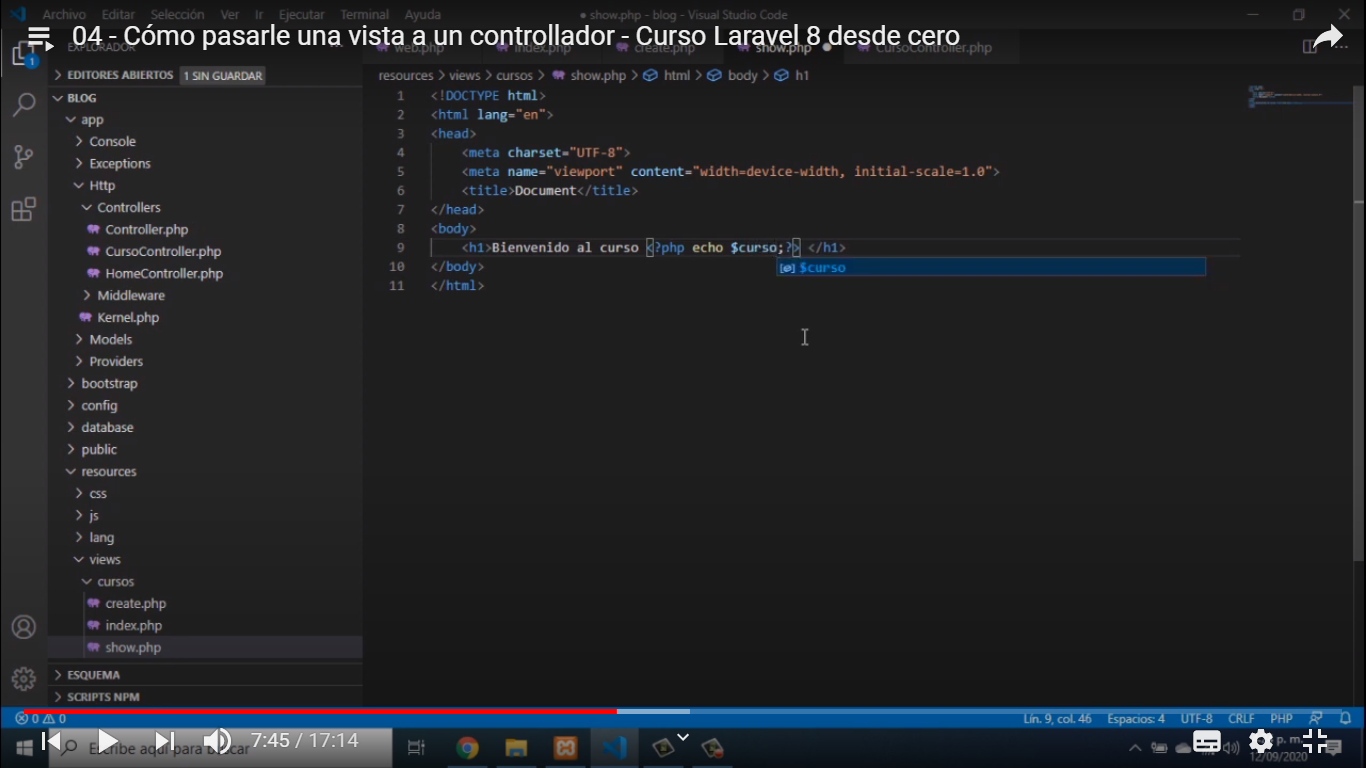 Archivo Editar Selección Ver Ir Ejecutar Terminal Ayuda
● show.php - blog - Visual Studio Code
04 - Cómo pasarle una vista a un controllador - Curso Laravel 8 desde cero
EXPLORADOR
web.php index.php create.php show.php CursoController.php
EDITORES ABIERTOS 1 SIN GUARDAR
BLOG
app
Console
Exceptions
Http
Controllers
Controller.php
CursoController.php
HomeController.php
Middleware
Kernel.php
Models
Providers
bootstrap
config
database
public
resources
css
js
lang
views
cursos
create.php
index.php
show.php
ESQUEMA
SCRIPTS NPM
resources > views > cursos > show.php > html > body > h1
1 <!DOCTYPE html>
2 <html lang="en">
3 <head>
4 <meta charset="UTF-8">
5 <meta name="viewport" content="width=device-width, initial-scale=1.0">
6 <title>Document</title>
7 </head>
8 <body>
9 <h1>Bienvenido al curso <?php echo $curso;?> </h1>
$curso
10 </body>
11 </html>
1
0 0 Lín. 9, col. 46 Espacios: 4 UTF-8 CRLF PHP
Escribe aquí para buscar
7:45 / 17:14
p. m.
12/09/2020